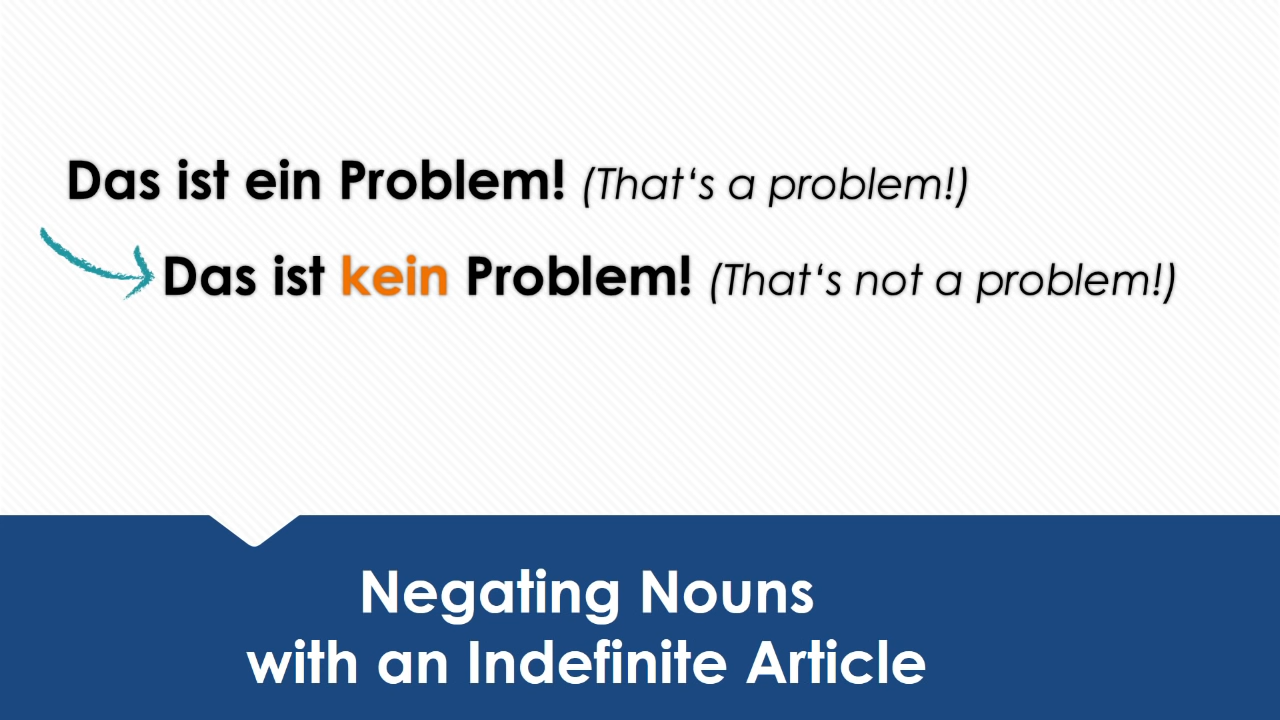 Das ist ein Problem! (That‘s a problem!)
Das ist kein Problem! (That‘s not a problem!)
Negating Nouns
with an Indefinite Article